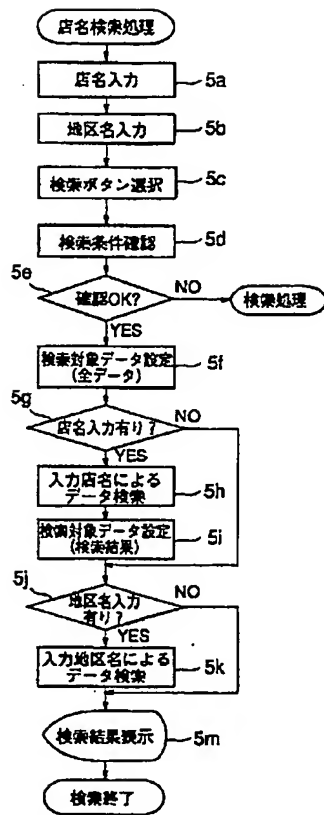 店名検索処理
店名入力
5a
地区名入力
5b
検索ボタン選択
5c
検索条件確認
5d
5e
確認OK?
NO
検索処理
YES
検索対象データ設定
(全データ)
5f
5g
店名入力有り?
NO
YES
入力店名による
データ検索
5h
検索対象データ設定
(検索結果)
5i
5j
地区名入力
有り?
NO
YES
入力地区名による
データ検索
5k
検索結果表示
5m
検索終了